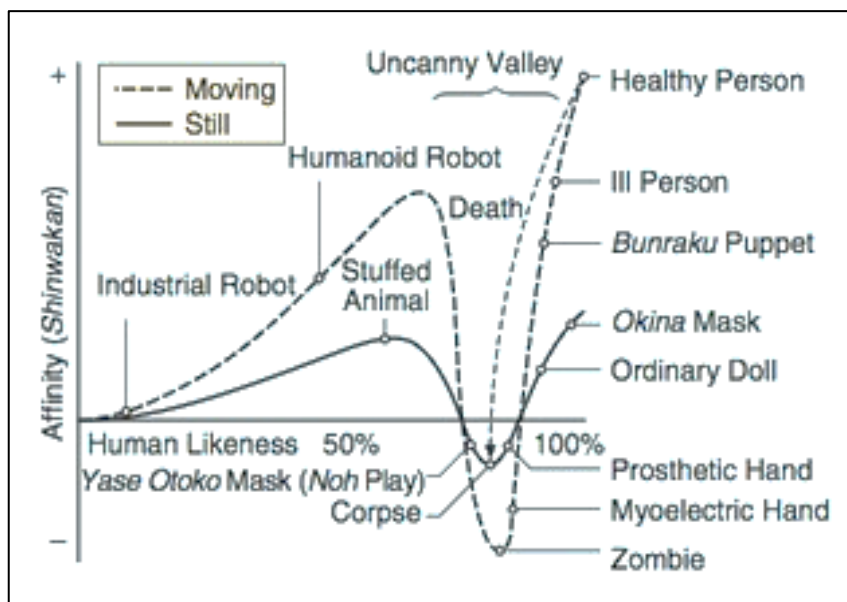 +
Moving
Still
Uncanny Valley
Healthy Person
Humanoid Robot
Death
Ill Person
Bunraku Puppet
Industrial Robot
Stuffed
Animal
Okina Mask
Ordinary Doll
Affinity (Shinwakan)
Human Likeness 50% 100%
Yase Otoko Mask (Noh Play)
Prosthetic Hand
Corpse
Myoelectric Hand
–
Zombie